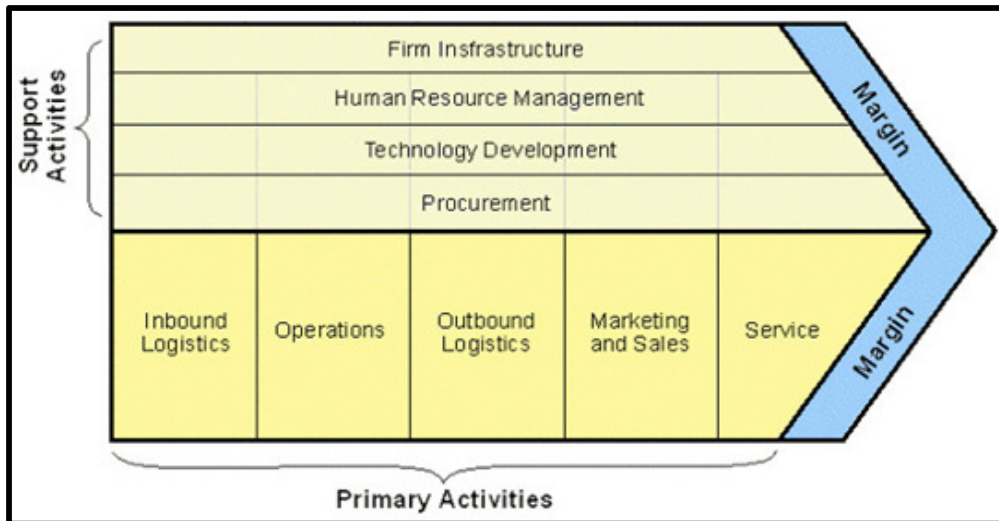 Support
Activities
Firm Insfrastructure
Human Resource Management
Technology Development
Procurement
Margin
Inbound
Logistics
Operations
Outbound
Logistics
Marketing
and Sales
Service
Margin
Primary Activities